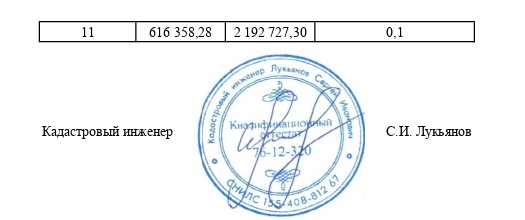 11 616 358,28 2 192 727,30 0,1
Кадастровый инженер Лукьянов Сергей Иванович
Квалификационный
аттестат
76-12-320
СНИЛС 155-408-812 67
Кадастровый инженер С.И. Лукьянов